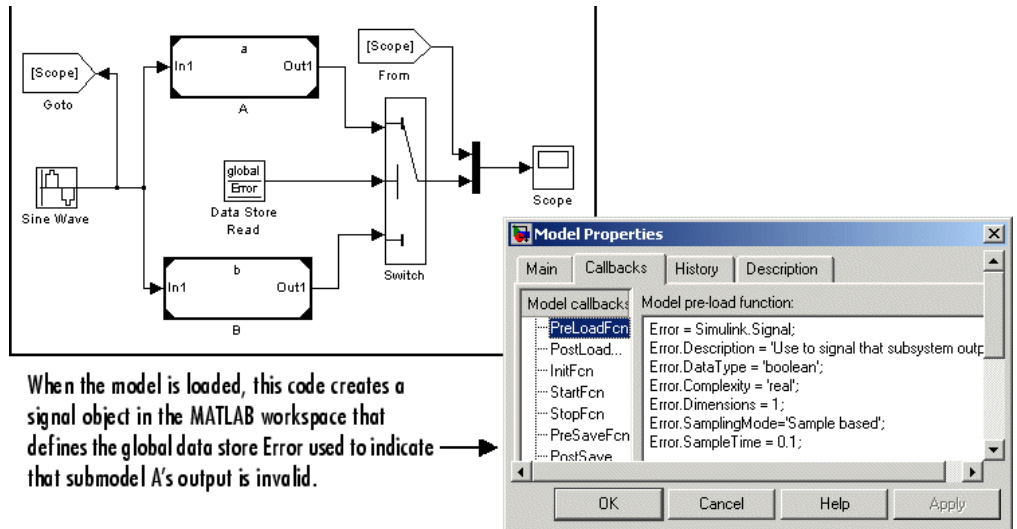 [Scope]
Goto
a
In1
Out1
A
[Scope]
From
Sine Wave
global
Error
Data Store
Read
b
In1
Out1
B
Switch
Scope
When the model is loaded, this code creates a
signal object in the MATLAB workspace that
defines the global data store Error used to indicate
that submodel A's output is invalid.
Model Properties
Main Callbacks History Description
Model callbacks
PreLoadFcn
PostLoad...
InitFcn
StartFcn
StopFcn
PreSaveFcn
PostSave
Model pre-load function:
Error = Simulink.Signal;
Error.Description = 'Use to signal that subsystem outp
Error.DataType = 'boolean';
Error.Complexity = 'real';
Error.Dimensions = 1;
Error.SamplingMode='Sample based';
Error.SampleTime = 0.1;
OK Cancel Help Apply